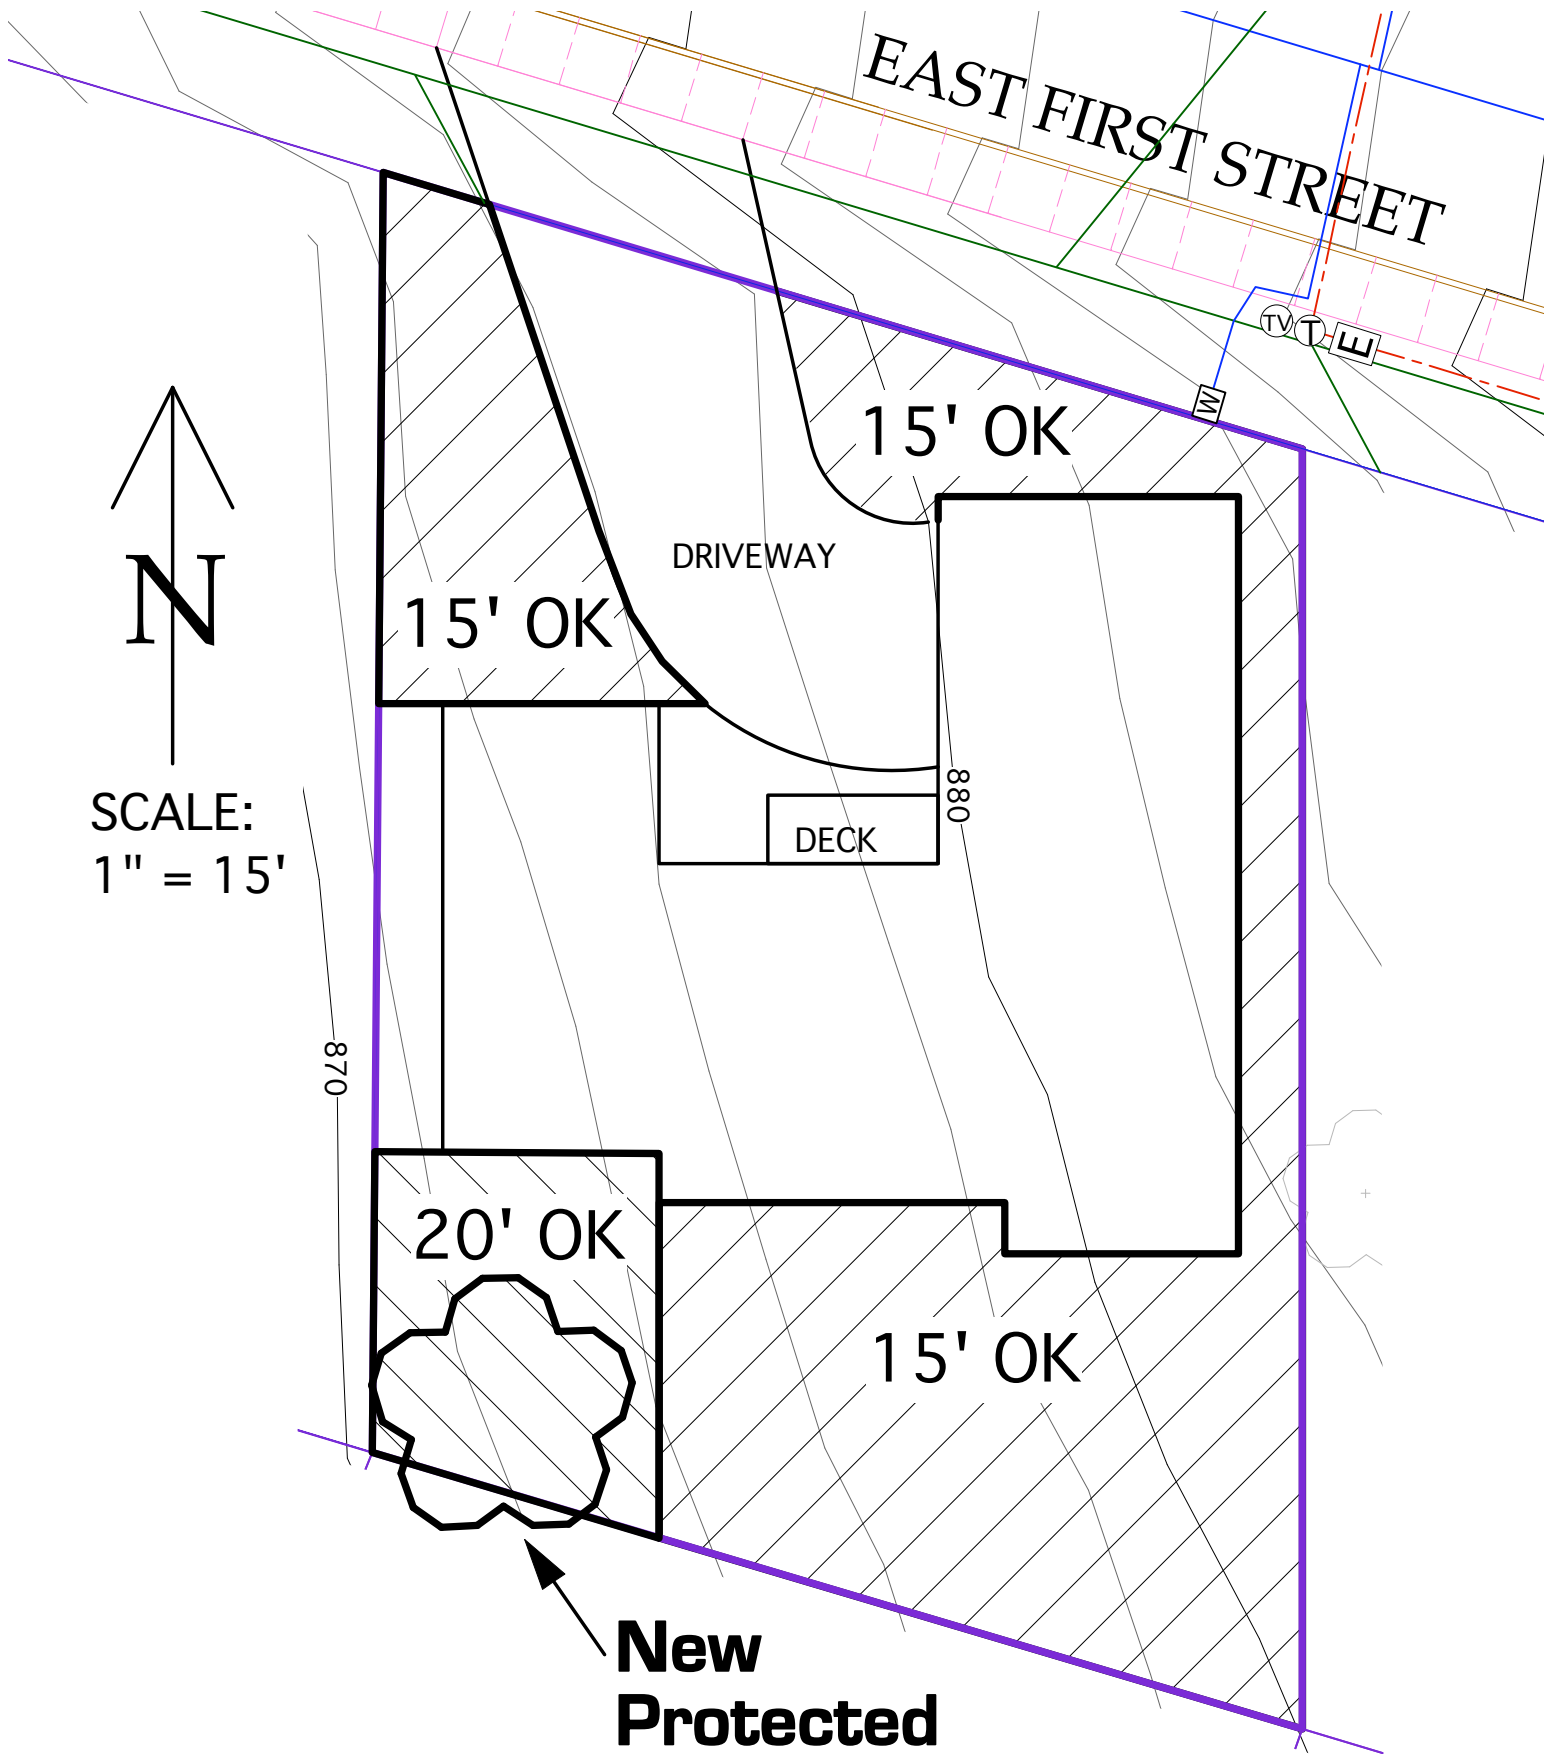 EAST FIRST STREET
TV
T
E
W
15' OK
DRIVEWAY
15' OK
N
SCALE:
1" = 15'
880
DECK
870
20' OK
15' OK
New
Protected